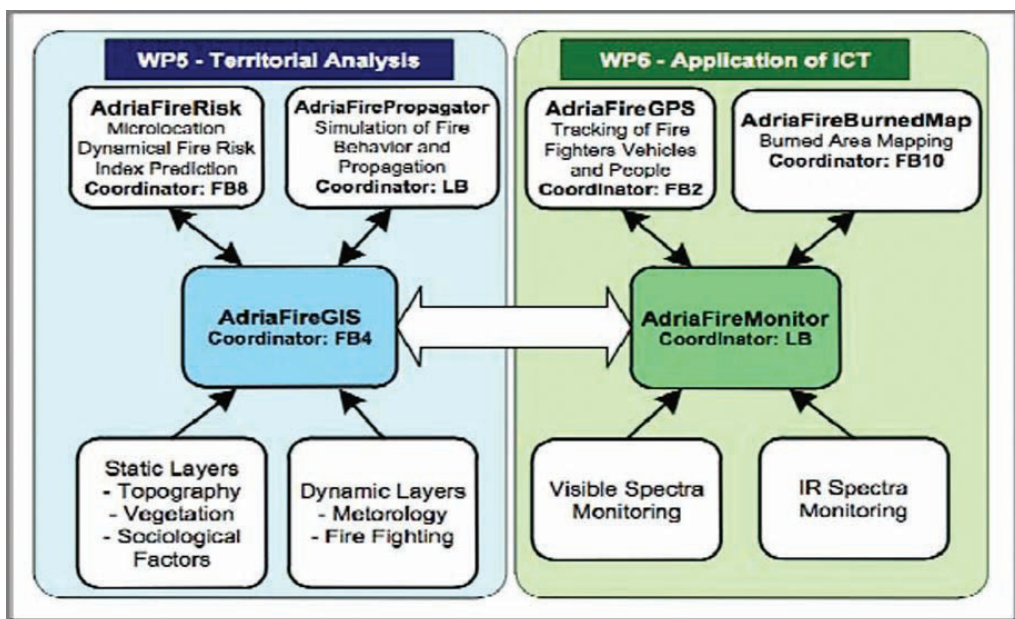 WP5 - Territorial Analysis
AdriaFireRisk
Microlocation
Dynamical Fire Risk
Index Prediction
Coordinator: FB8
AdriaFirePropagator
Simulation of Fire
Behavior and
Propagation
Coordinator: LB
AdriaFireGIS
Coordinator: FB4
Static Layers
- Topography
- Vegetation
- Sociological
Factors
Dynamic Layers
- Metorology
- Fire Fighting
WP6 - Application of ICT
AdriaFireGPS
Tracking of Fire
Fighters Vehicles
and People
Coordinator: FB2
AdriaFireBurnedMap
Burned Area Mapping
Coordinator: FB10
AdriaFireMonitor
Coordinator: LB
Visible Spectra
Monitoring
IR Spectra
Monitoring